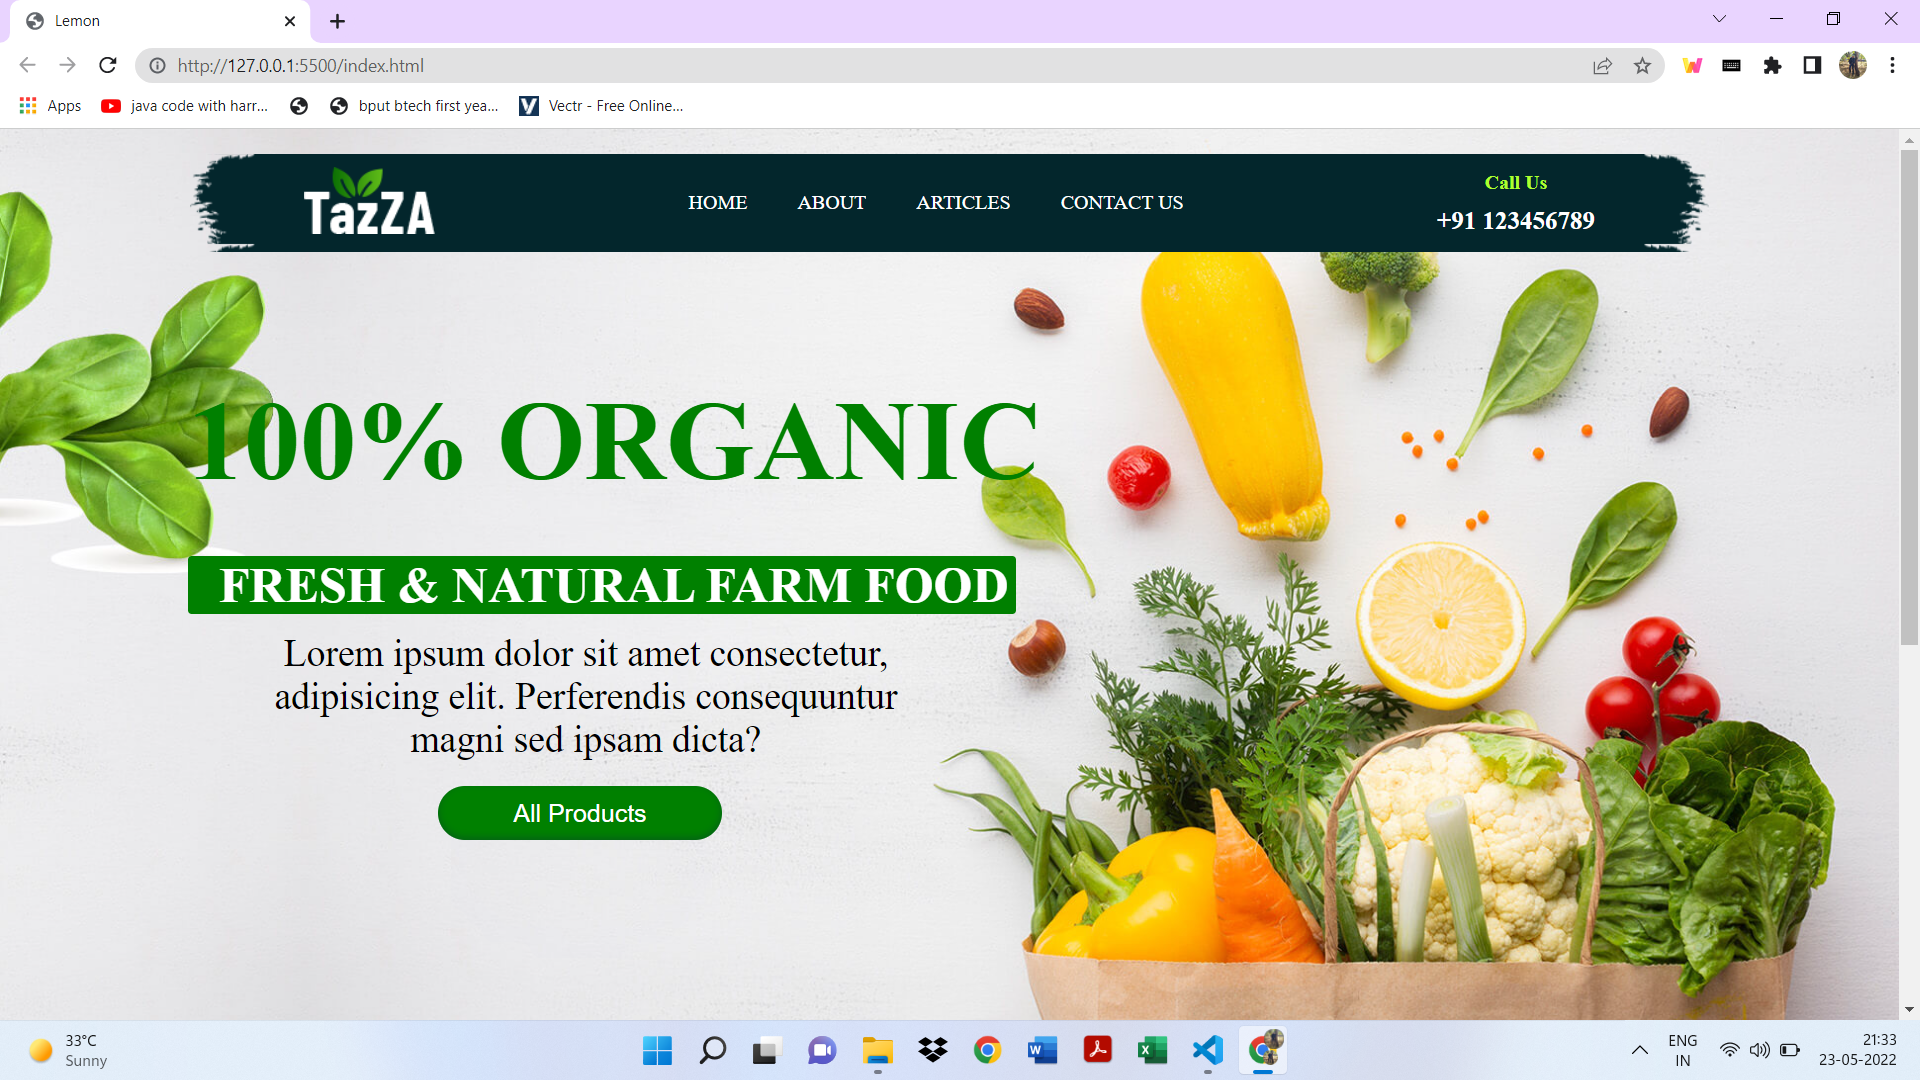 Lemon
http://127.0.0.1:5500/index.html
Apps
java code with harr...
bput btech first yea...
Vectr - Free Online...
TazZA
HOME
ABOUT
ARTICLES
CONTACT US
Call Us
+91 123456789
100% ORGANIC
FRESH & NATURAL FARM FOOD
Lorem ipsum dolor sit amet consectetur,
adipisicing elit. Perferendis consequuntur
magni sed ipsam dicta?
All Products
33°C
Sunny
ENG
IN
21:33
23-05-2022